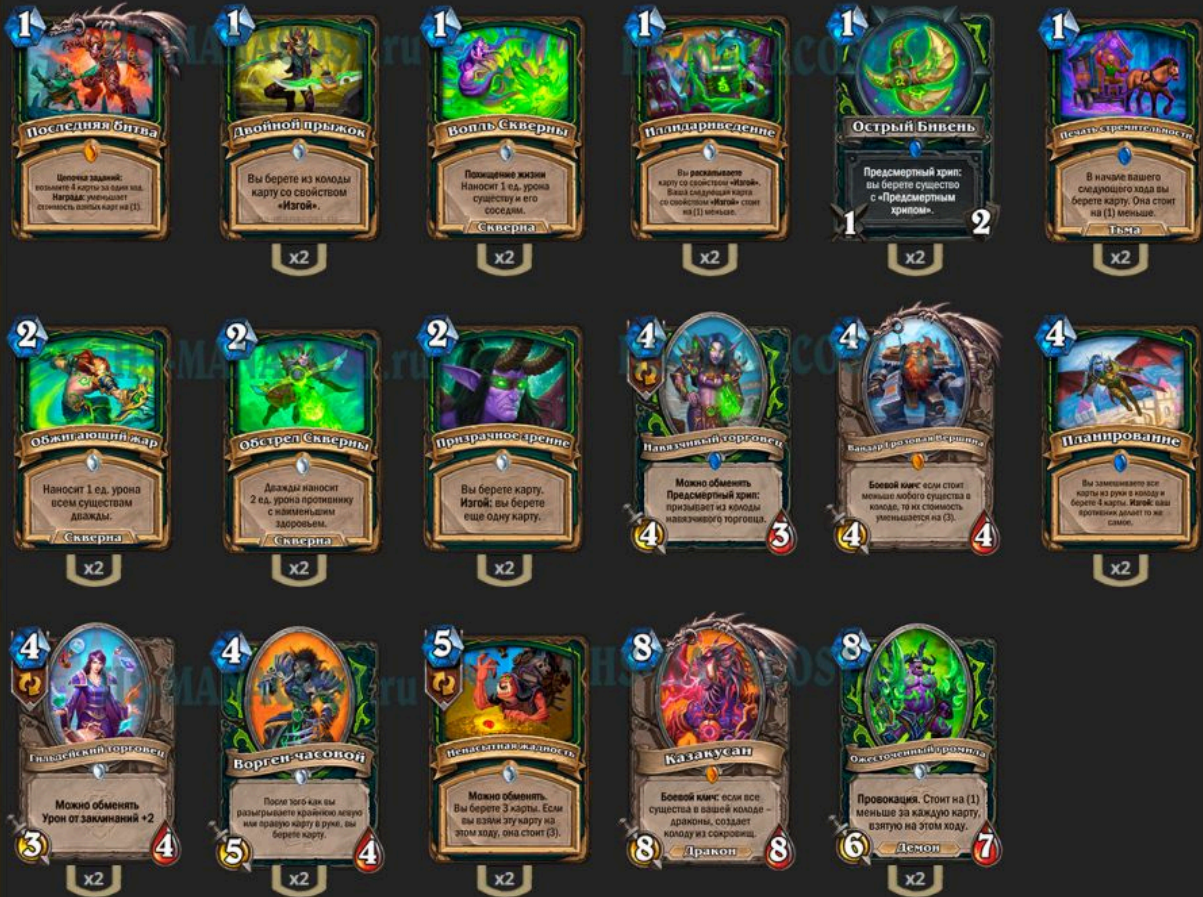 1
Последняя битва
Цепочка заданий:
возьмите 4 карты за один ход.
Награда: уменьшает
стоимость взятых карт на (1).
1
Двойной прыжок
Вы берете из колоды
карту со свойством
«Изгой».
x2
1
Вопль Скверны
Похищение жизни
Наносит 1 ед. урона
существу и его
соседям.
Скверна
x2
1
Иллидариведение
Вы раскапываете
карту со свойством «Изгой».
Ваша следующая карта
со свойством «Изгой» стоит
на (1) меньше.
x2
1
Острый Бивень
Предсмертный хрип:
вы берете существо
с «Предсмертным
хрипом».
1
2
x2
1
Печать стремительности
В начале вашего
следующего хода вы
берете карту. Она стоит
на (1) меньше.
Тьма
x2
2
Обжигающий жар
Наносит 1 ед. урона
всем существам
дважды.
Скверна
x2
2
Обстрел Скверны
Дважды наносит
2 ед. урона противнику
с наименьшим
здоровьем.
Скверна
x2
2
Призрачное зрение
Вы берете карту.
Изгой: вы берете
еще одну карту.
x2
4
Навязчивый торговец
Можно обменять
Предсмертный хрип:
призывает из колоды
навязчивого торговца.
4
3
x2
4
Вандар Грозовая Вершина
Боевой клич: если стоит
меньше любого существа в
колоде, то их стоимость
уменьшается на (3).
4
4
4
Планирование
Вы замешиваете все
карты из руки в колоду и
берете 4 карты. Изгой: ваш
противник делает то же
самое.
x2
4
Гильдейский торговец
Можно обменять
Урон от заклинаний +2
3
4
x2
4
Ворген-часовой
После того как вы
разыгрываете крайнюю левую
или правую карту в руке, вы
берете карту.
5
4
x2
5
Ненасытная жадность
Можно обменять.
Вы берете 3 карты. Если
вы взяли эту карту на
этом ходу, она стоит (3).
x2
8
Казакусан
Боевой клич: если все
существа в вашей колоде –
драконы, создает
колоду из сокровищ.
8
Дракон
8
8
Ожесточенный громила
Провокация. Стоит на (1)
меньше за каждую карту,
взятую на этом ходу.
6
Демон
7
x2